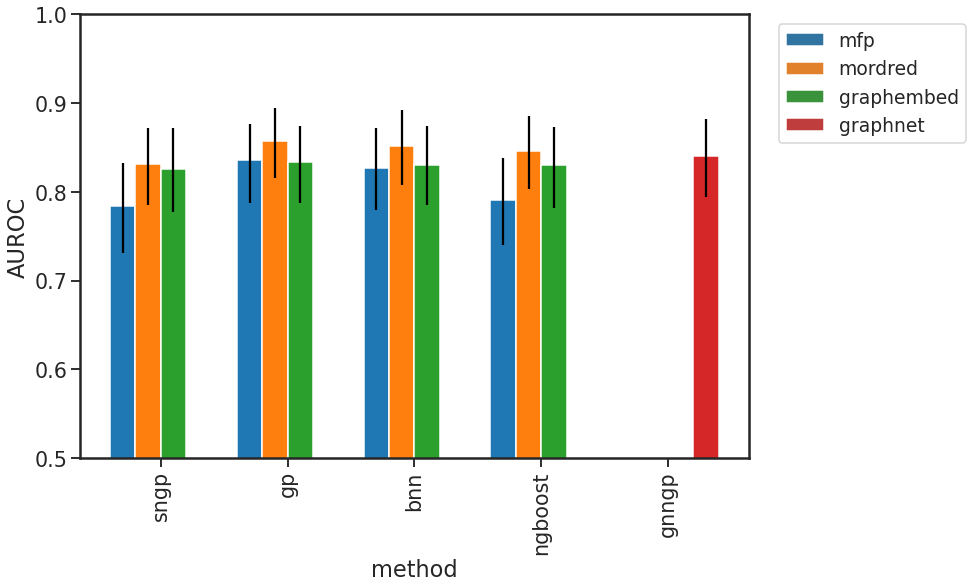 1.0
0.9
0.8
0.7
0.6
0.5
AUROC
sngp
gp
bnn
ngboost
gnngp
method
mfp
mordred
graphembed
graphnet